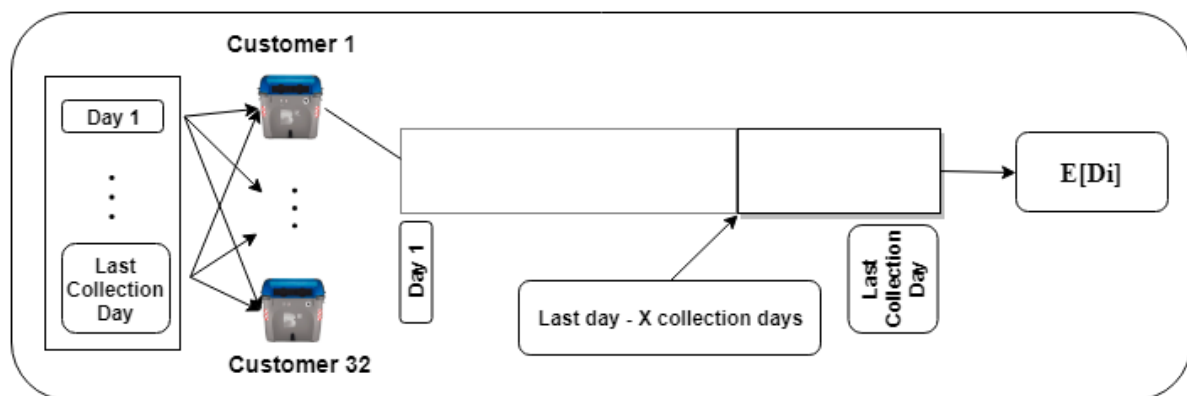 Customer 1
Day 1
Last
Collection
Day
Customer 32
Day 1
Last day - X collection days
Last
Collection
Day
E[Di]